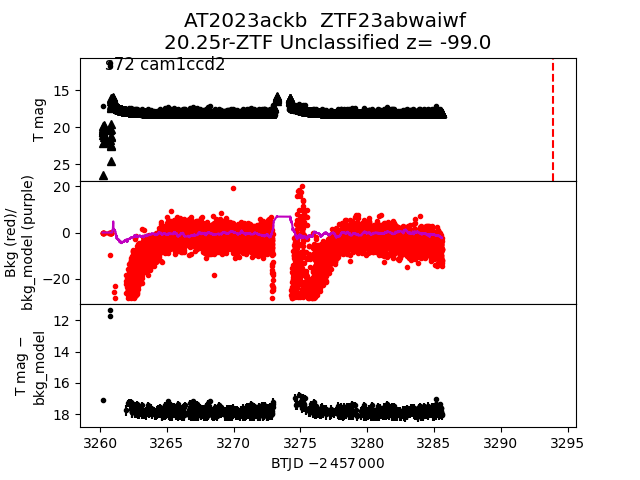 AT2023ackb  ZTF23abwaiwf
20.25r-ZTF Unclassified z= -99.0
s72 cam1ccd2
T mag
15
20
25
Bkg (red)/
bkg_model (purple)
20
0
−20
T mag −
bkg_model
12
14
16
18
3260 3265 3270 3275 3280 3285 3290 3295
BTJD −2 457 000